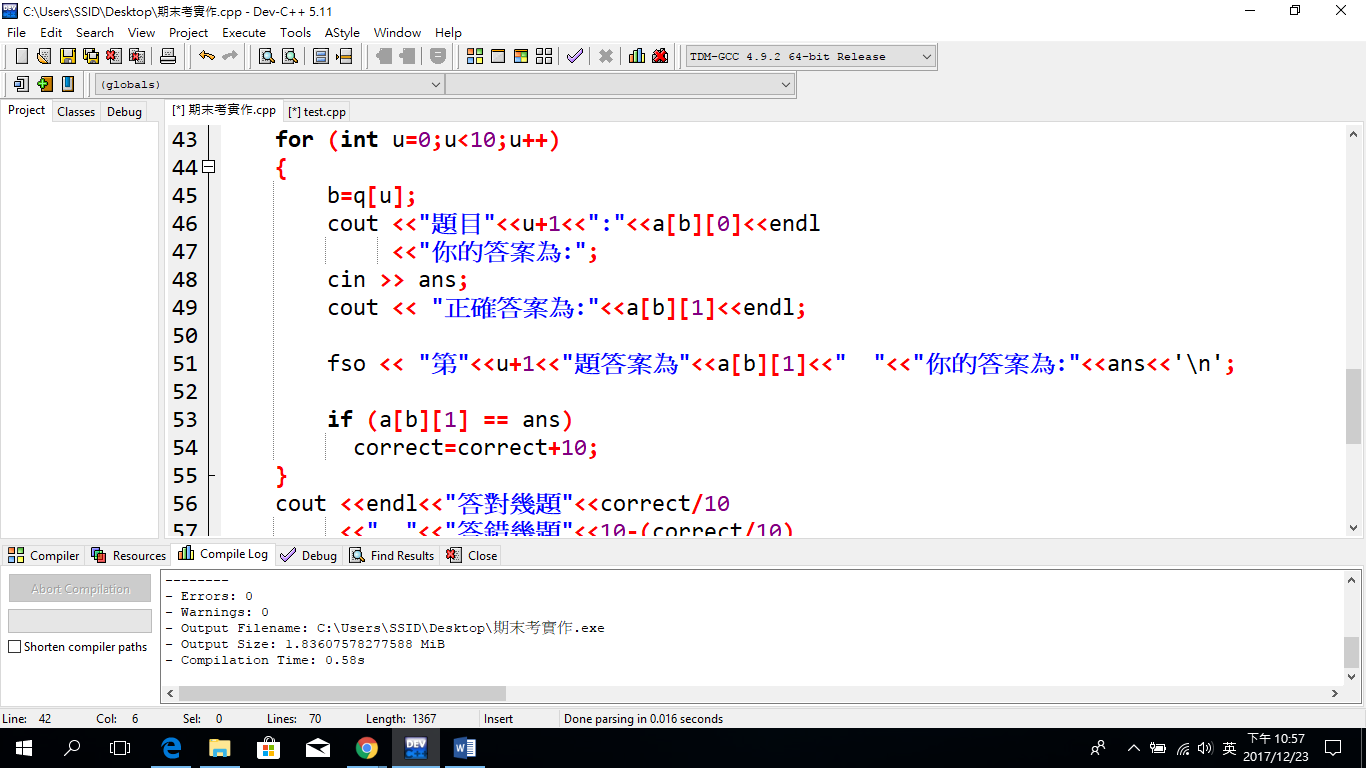 C:\Users\SSID\Desktop\期末考實作.cpp - Dev-C++ 5.11
File Edit Search View Project Execute Tools AStyle Window Help
TDM-GCC 4.9.2 64-bit Release
(globals)
Project Classes Debug [*] 期末考實作.cpp [*] test.cpp
43 for (int u=0;u<10;u++)
44 {
45 b=q[u];
46 cout <<"題目"<<u+1<<":"<<a[b][0]<<endl
47 <<"你的答案為:";
48 cin >> ans;
49 cout << "正確答案為:"<<a[b][1]<<endl;
50
51 fso << "第"<<u+1<<"題答案為"<<a[b][1]<<"  "<<"你的答案為:"<<ans<<'\n';
52
53 if (a[b][1] == ans)
54 correct=correct+10;
55 }
56 cout <<endl<<"答對幾題"<<correct/10
57 <<"  "<<"答錯幾題"<<10-(correct/10)
Compiler Resources Compile Log Debug Find Results Close
Abort Compilation
Shorten compiler paths
--------
- Errors: 0
- Warnings: 0
- Output Filename: C:\Users\SSID\Desktop\期末考實作.exe
- Output Size: 1.83607578277588 MiB
- Compilation Time: 0.58s
Line: 42 Col: 6 Sel: 0 Lines: 70 Length: 1367 Insert Done parsing in 0.016 seconds
英 下午 10:57
2017/12/23